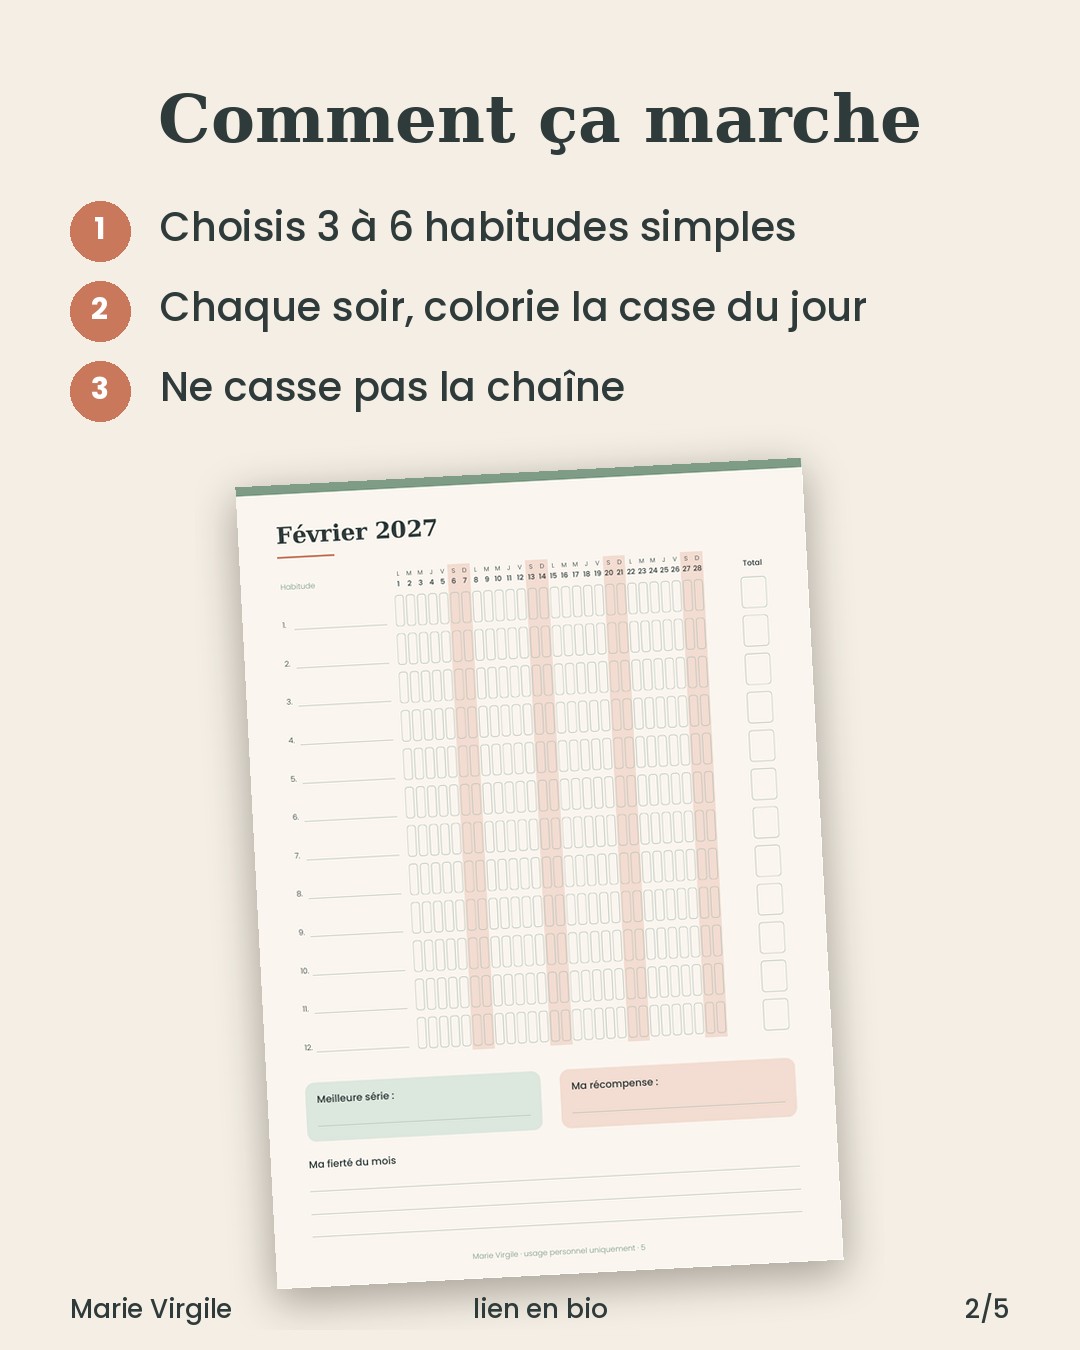 Comment ça marche
1 Choisis 3 à 6 habitudes simples
2 Chaque soir, colorie la case du jour
3 Ne casse pas la chaîne
Février 2027
L M M J V S D L M M J V S D L M M J V S D L M M J V S D Total
Habitude 1 2 3 4 5 6 7 8 9 10 11 12 13 14 15 16 17 18 19 20 21 22 23 24 25 26 27 28
1.
2.
3.
4.
5.
6.
7.
8.
9.
10.
11.
12.
Meilleure série : Ma récompense :
Ma fierté du mois
Marie Virgile · usage personnel uniquement · 5
Marie Virgile lien en bio 2/5